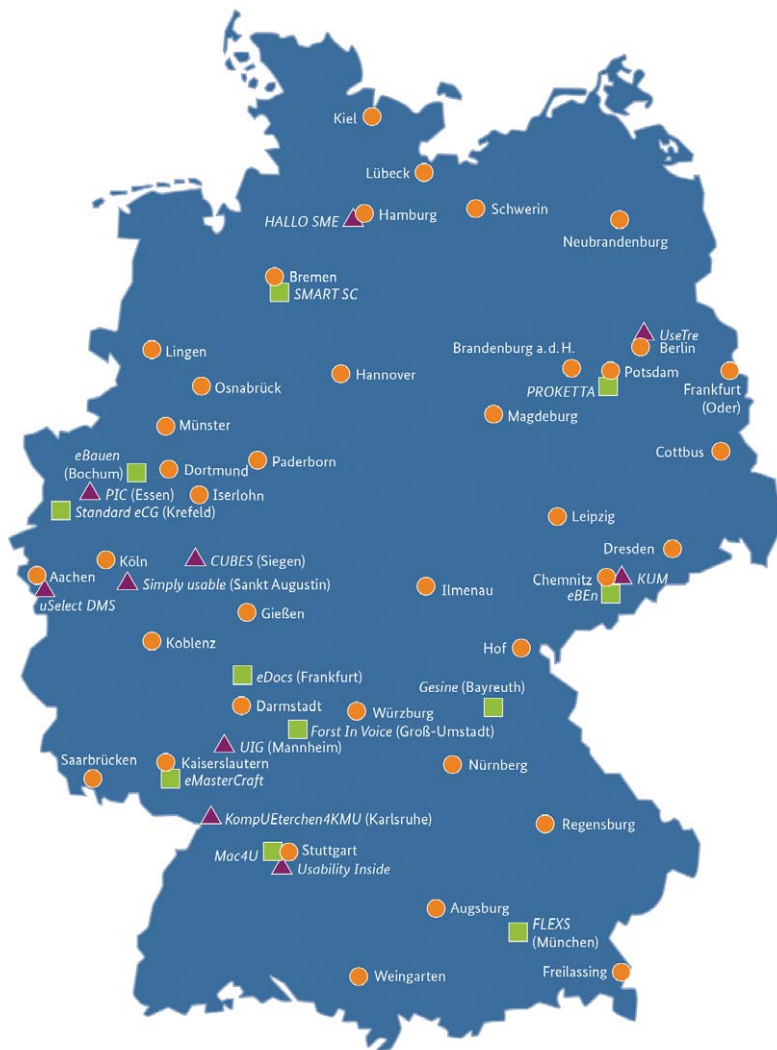 Kiel
Lübeck
HALLO SME
Hamburg
Schwerin
Neubrandenburg
Bremen
SMART SC
UseTre
Berlin
Lingen
Brandenburg a. d. H.
Potsdam
Hannover
Osnabrück
PROKETTA
Frankfurt
(Oder)
Magdeburg
Münster
eBauen
(Bochum)
Dortmund
Paderborn
Cottbus
PIC (Essen)
Iserlohn
Standard eCG (Krefeld)
Leipzig
Dresden
Köln
CUBES (Siegen)
Aachen
Simply usable (Sankt Augustin)
Chemnitz
KUM
Ilmenau
eBEn
uSelect DMS
Gießen
Koblenz
Hof
eDocs (Frankfurt)
Gesine (Bayreuth)
Darmstadt
Würzburg
Forst In Voice (Groß-Umstadt)
UIG (Mannheim)
Saarbrücken
Kaiserslautern
Nürnberg
eMasterCraft
KompUEterchen4KMU (Karlsruhe)
Regensburg
Mac4U
Stuttgart
Usability Inside
Augsburg
FLEXS
(München)
Weingarten
Freilassing